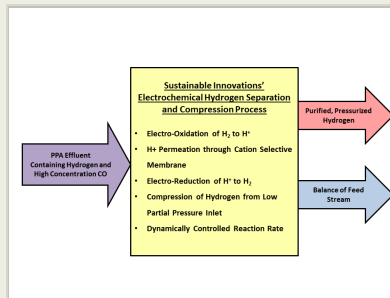 Sustainable Innovations'
Electrochemical Hydrogen Separation
and Compression Process
• Electro-Oxidation of H₂ to H⁺
• H+ Permeation through Cation Selective
Membrane
• Electro-Reduction of H⁺ to H₂
• Compression of Hydrogen from Low
Partial Pressure Inlet
• Dynamically Controlled Reaction Rate
PPA Effluent
Containing Hydrogen and
High Concentration CO
Purified, Pressurized
Hydrogen
Balance of Feed
Stream